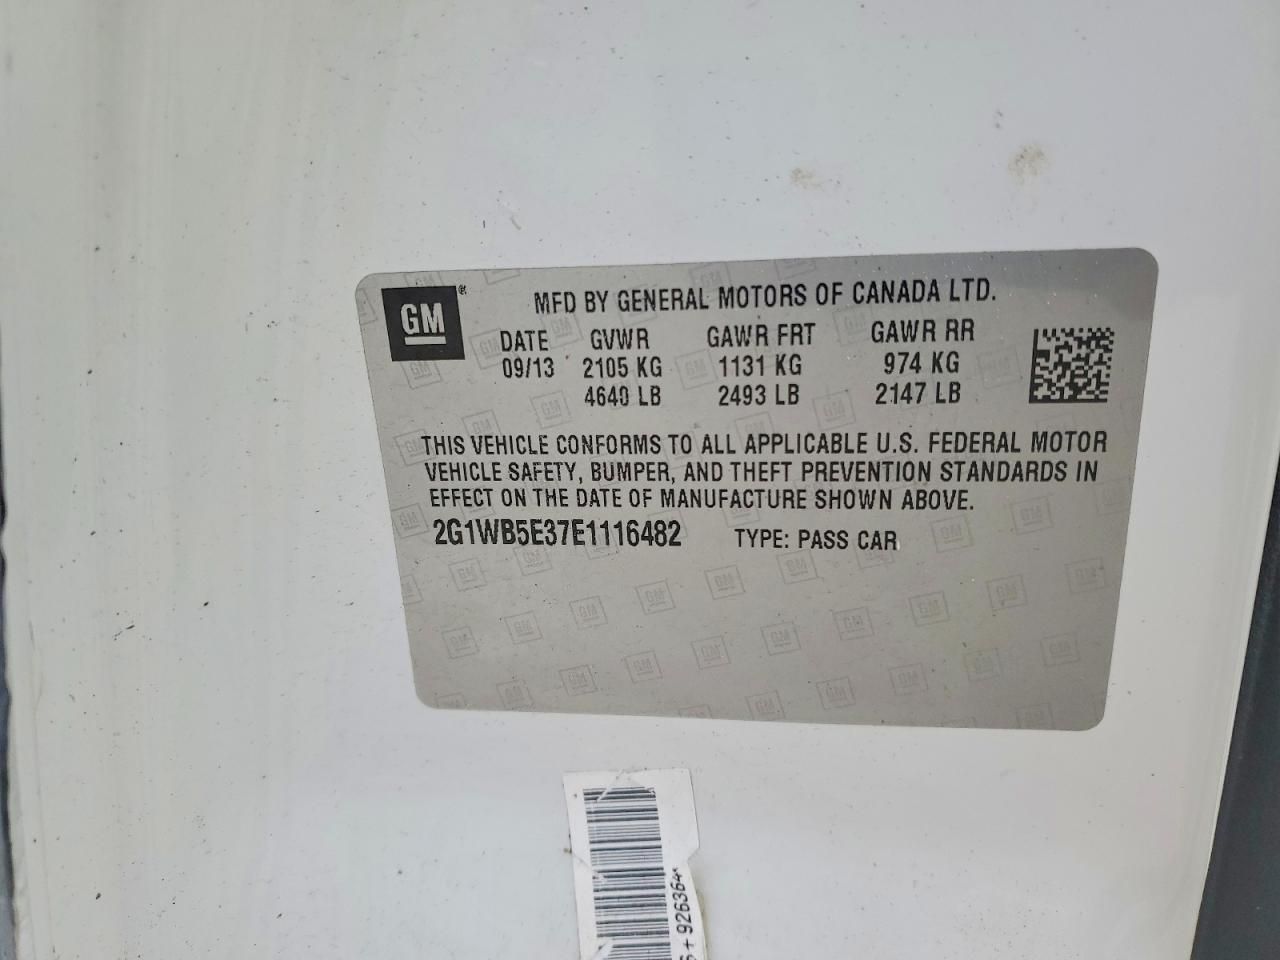 GM®
MFD BY GENERAL MOTORS OF CANADA LTD.
DATE GVWR GAWR FRT GAWR RR
09/13 2105 KG 1131 KG 974 KG
4640 LB 2493 LB 2147 LB
THIS VEHICLE CONFORMS TO ALL APPLICABLE U.S. FEDERAL MOTOR
VEHICLE SAFETY, BUMPER, AND THEFT PREVENTION STANDARDS IN
EFFECT ON THE DATE OF MANUFACTURE SHOWN ABOVE.
2G1WB5E37E1116482 TYPE: PASS CAR